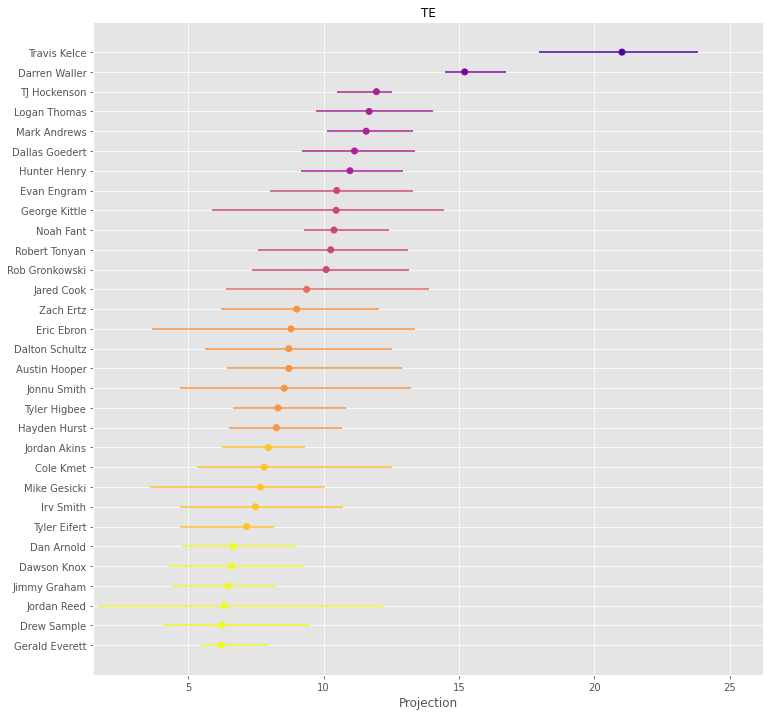 TE
Travis Kelce
Darren Waller
TJ Hockenson
Logan Thomas
Mark Andrews
Dallas Goedert
Hunter Henry
Evan Engram
George Kittle
Noah Fant
Robert Tonyan
Rob Gronkowski
Jared Cook
Zach Ertz
Eric Ebron
Dalton Schultz
Austin Hooper
Jonnu Smith
Tyler Higbee
Hayden Hurst
Jordan Akins
Cole Kmet
Mike Gesicki
Irv Smith
Tyler Eifert
Dan Arnold
Dawson Knox
Jimmy Graham
Jordan Reed
Drew Sample
Gerald Everett
5 10 15 20 25
Projection